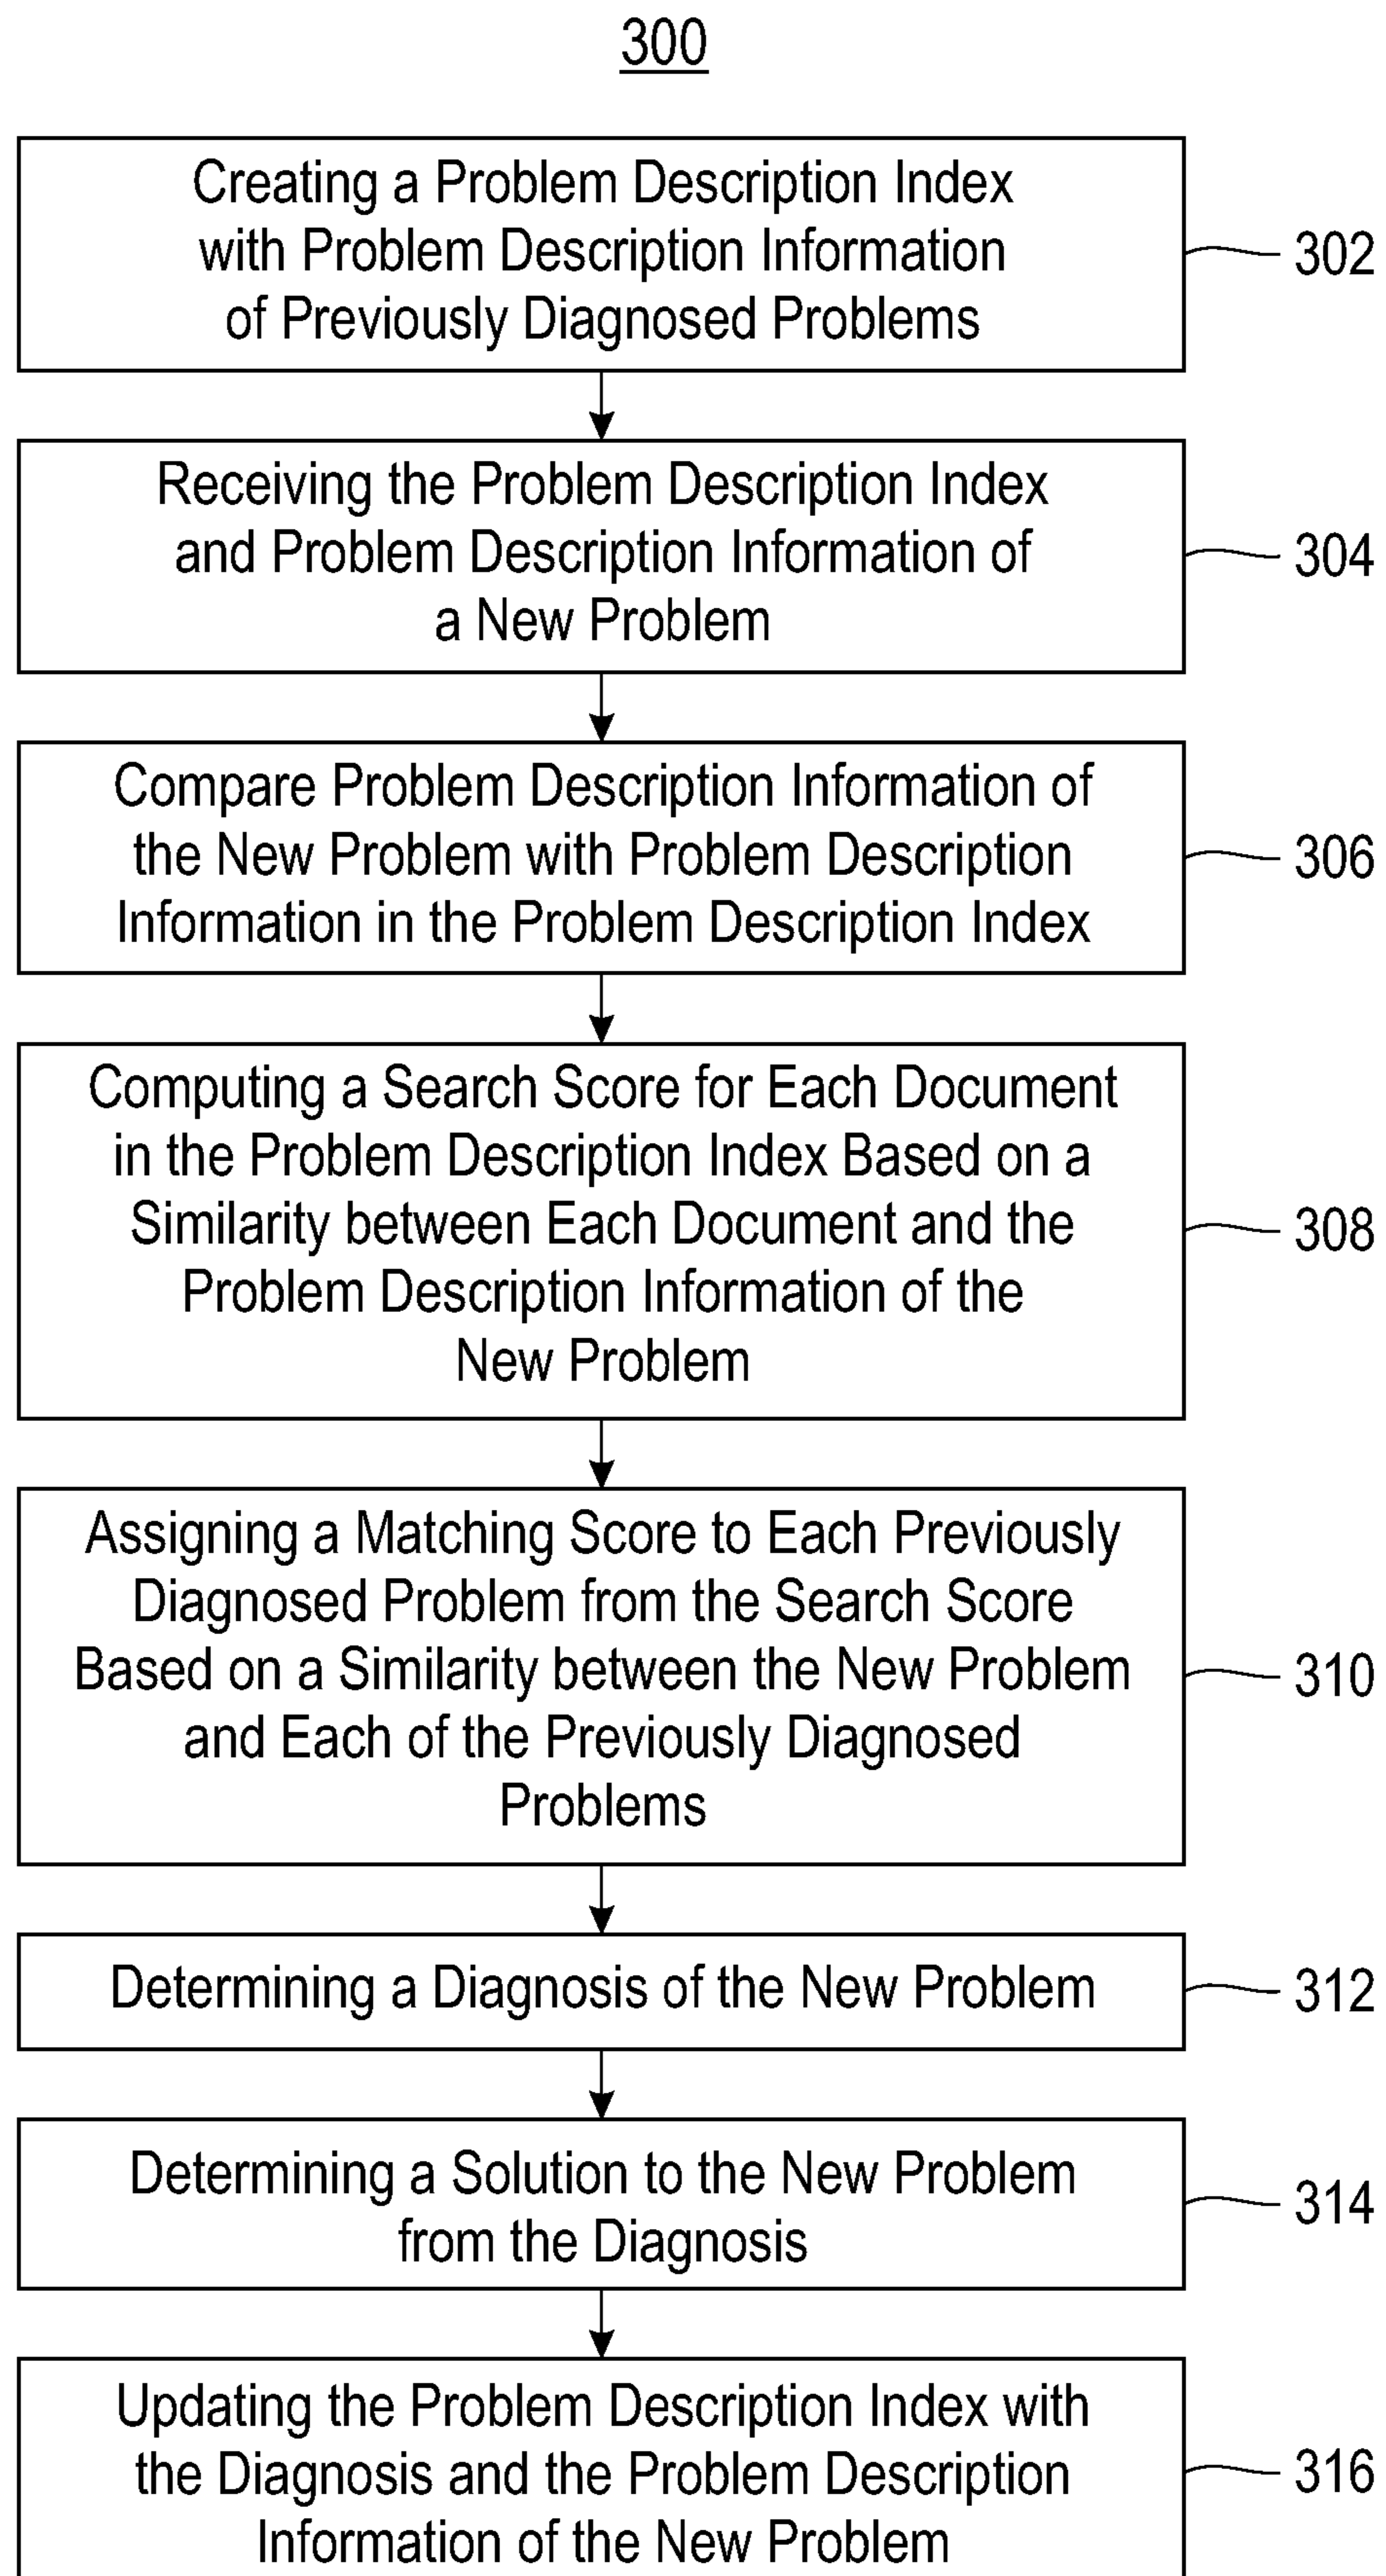 300
Creating a Problem Description Index
with Problem Description Information
of Previously Diagnosed Problems
302
Receiving the Problem Description Index
and Problem Description Information of
a New Problem
304
Compare Problem Description Information of
the New Problem with Problem Description
Information in the Problem Description Index
306
Computing a Search Score for Each Document
in the Problem Description Index Based on a
Similarity between Each Document and the
Problem Description Information of the
New Problem
308
Assigning a Matching Score to Each Previously
Diagnosed Problem from the Search Score
Based on a Similarity between the New Problem
and Each of the Previously Diagnosed
Problems
310
Determining a Diagnosis of the New Problem
312
Determining a Solution to the New Problem
from the Diagnosis
314
Updating the Problem Description Index with
the Diagnosis and the Problem Description
Information of the New Problem
316